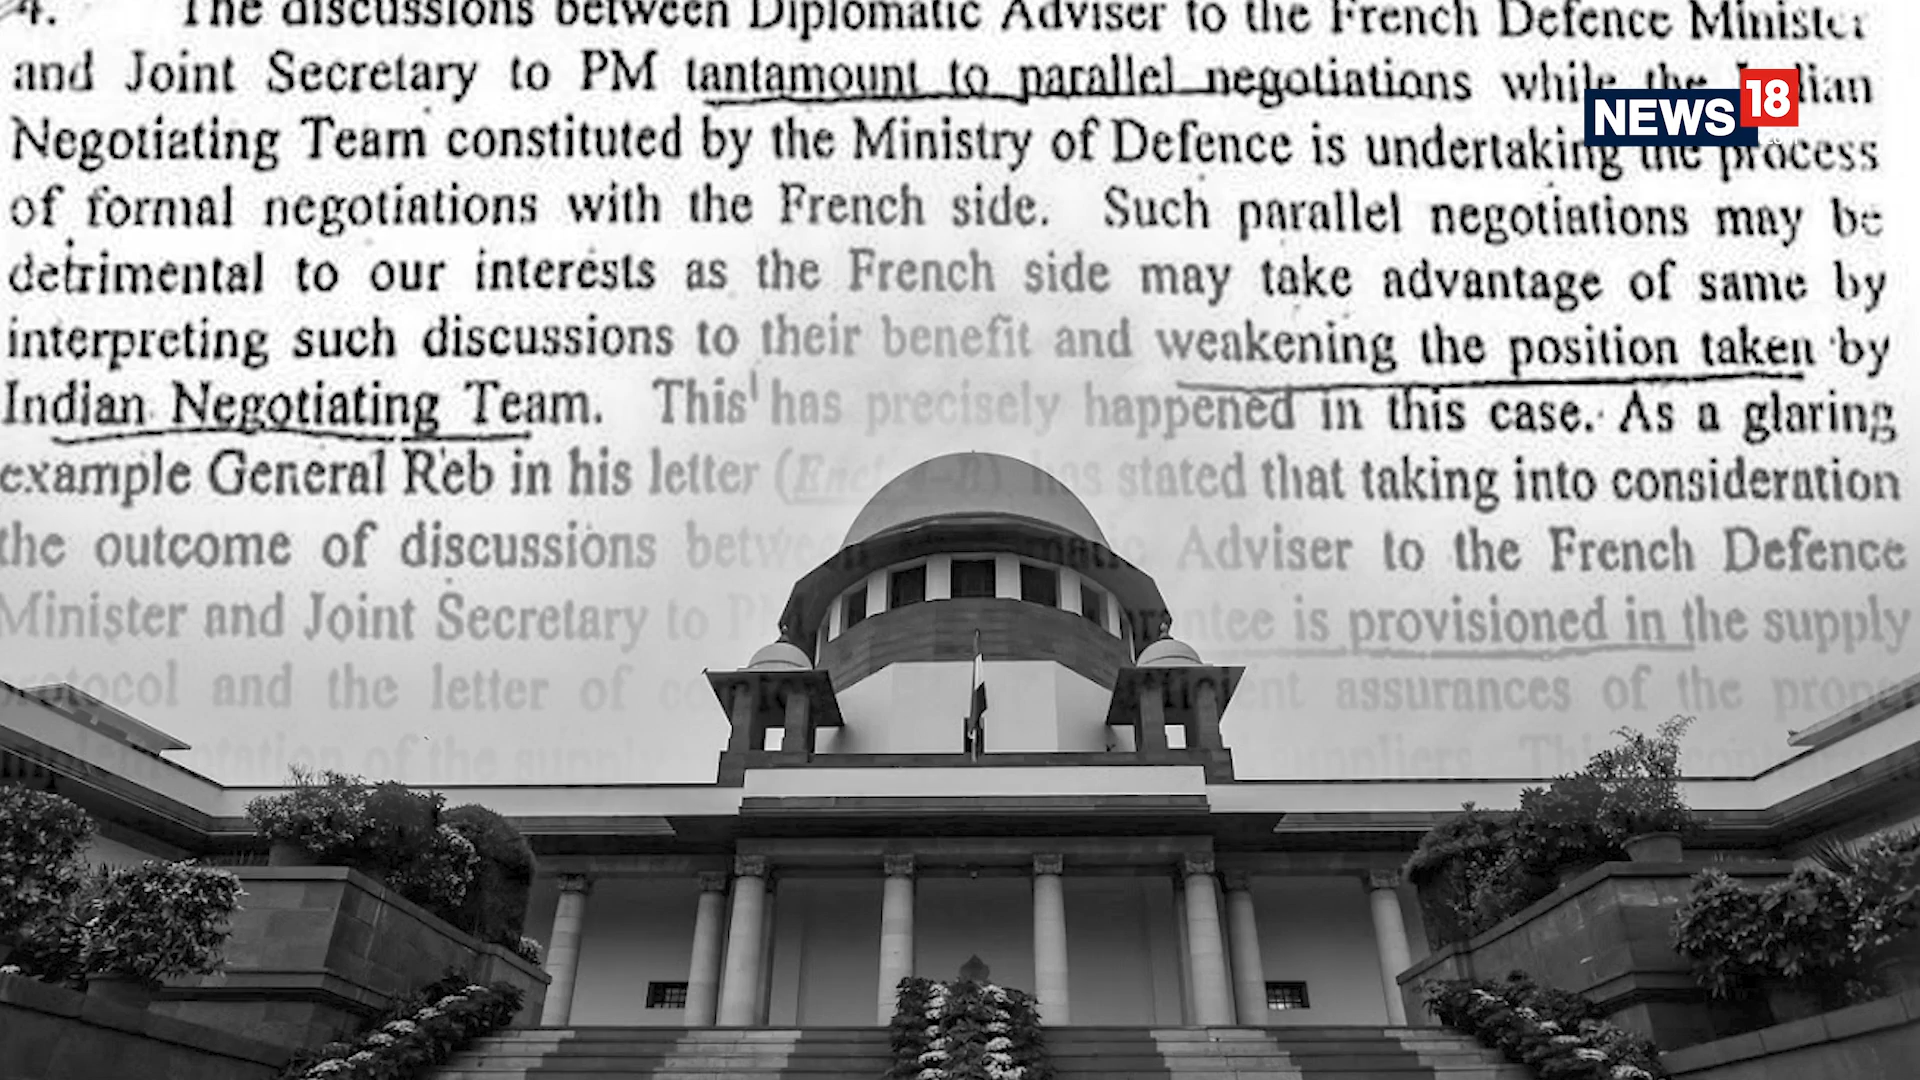 4. The discussions between Diplomatic Adviser to the French Defence Minister
and Joint Secretary to PM tantamount to parallel negotiations while the Indian
NEWS 18
Negotiating Team constituted by the Ministry of Defence is undertaking the process
of formal negotiations with the French side. Such parallel negotiations may be
detrimental to our interests as the French side may take advantage of same by
interpreting such discussions to their benefit and weakening the position taken by
Indian Negotiating Team. This has precisely happened in this case. As a glaring
example General Reb in his letter has stated that taking into consideration
the outcome of discussions between Adviser to the French Defence
Minister and Joint Secretary to is provisioned in the supply
protocol and the letter of assurances of the proper
of the supply